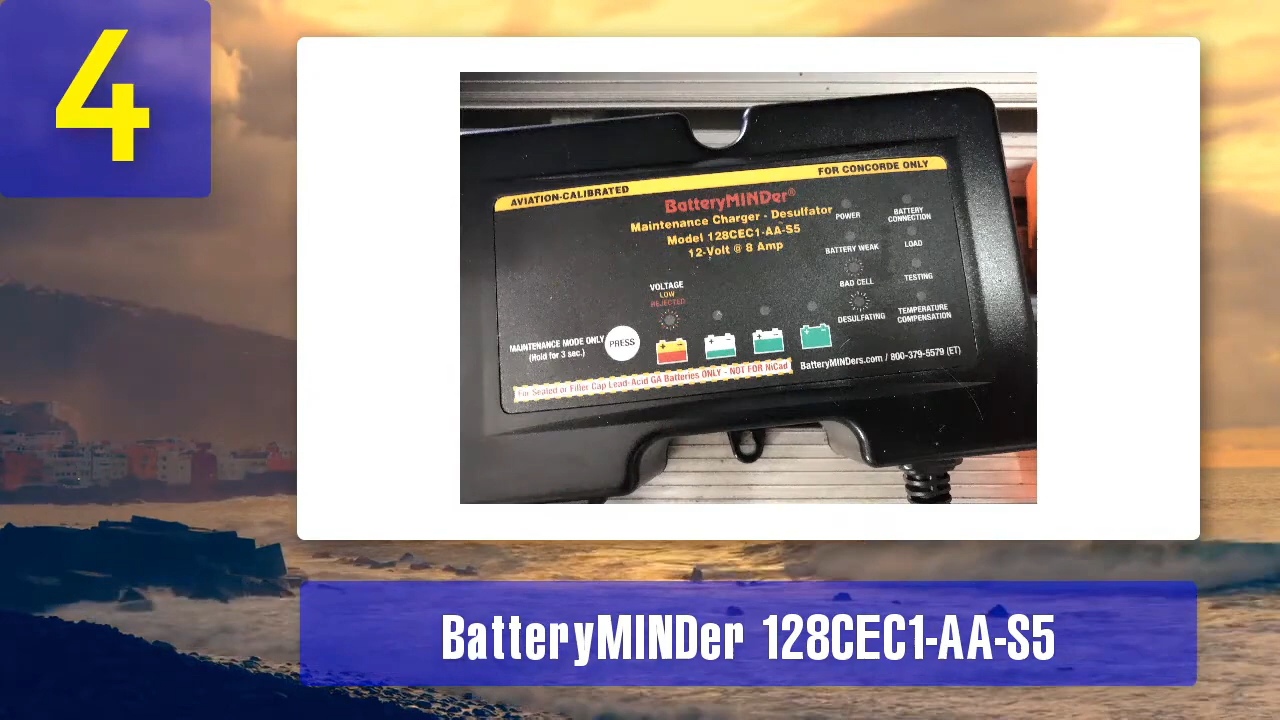 4
AVIATION-CALIBRATED
FOR CONCORDE ONLY
BatteryMINDer®
Maintenance Charger - Desulfator
Model 128CEC1-AA-S5
12-Volt @ 8 Amp
POWER
BATTERY
CONNECTION
BATTERY WEAK
LOAD
BAD CELL
TESTING
DESULFATING
TEMPERATURE
COMPENSATION
VOLTAGE
LOW
REJECTED
MAINTENANCE MODE ONLY
(Hold for 3 sec.)
PRESS
For Sealed or Filler Cap Lead-Acid GA Batteries ONLY - NOT FOR NiCad
BatteryMINDers.com / 800-379-5579 (ET)
BatteryMINDer 128CEC1-AA-S5